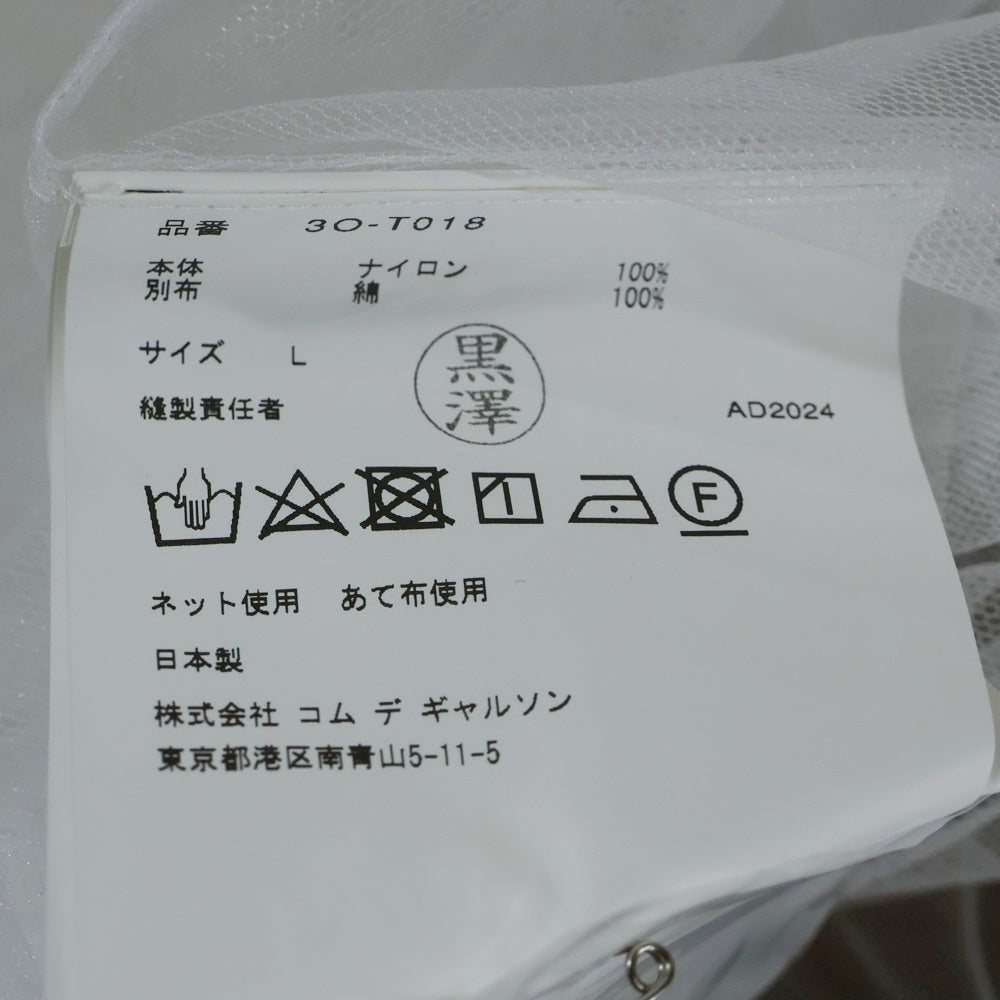 品番 3O-T018
本体 ナイロン 100%
別布 綿 100%
サイズ L
黒澤
縫製責任者 AD2024
F
ネット使用 あて布使用
日本製
株式会社 コム デ ギャルソン
東京都港区南青山5-11-5